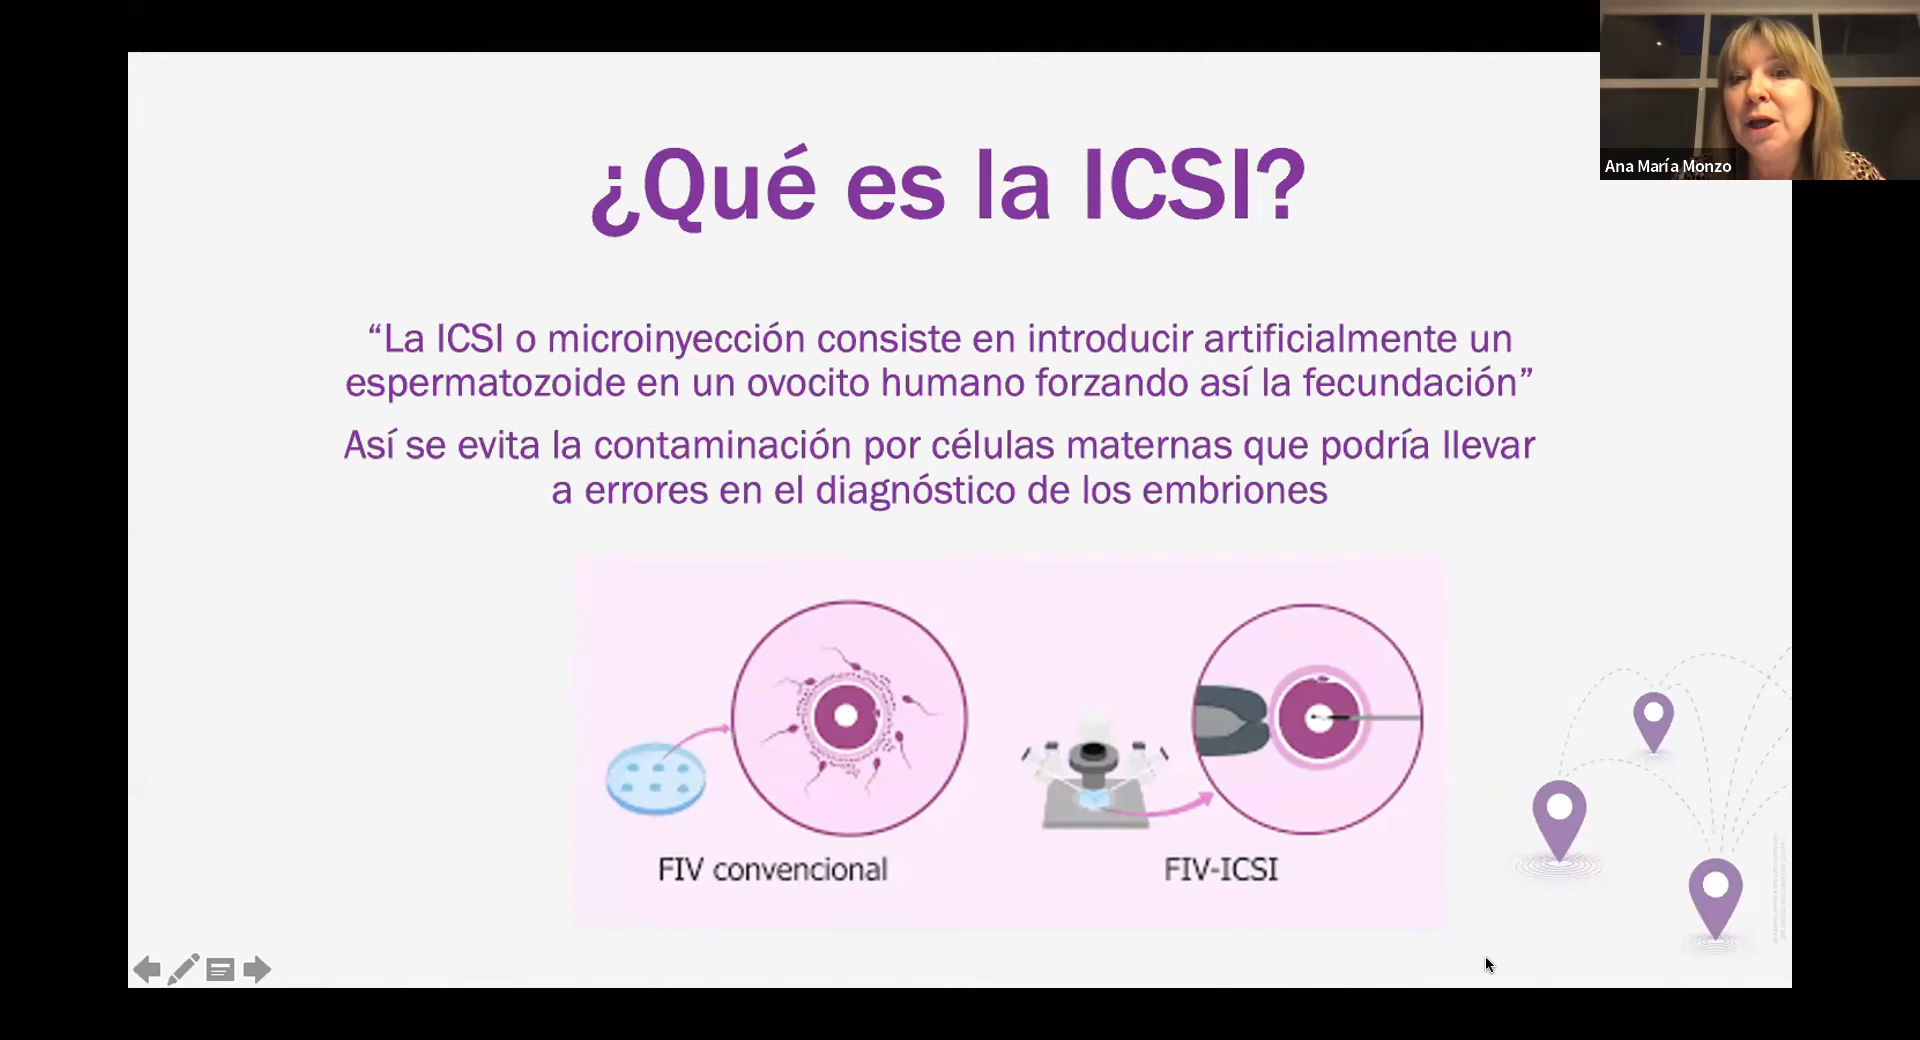 ¿Qué es la ICSI?
Ana María Monzo
“La ICSI o microinyección consiste en introducir artificialmente un
espermatozoide en un ovocito humano forzando así la fecundación”
Así se evita la contaminación por células maternas que podría llevar
a errores en el diagnóstico de los embriones
FIV convencional
FIV-ICSI